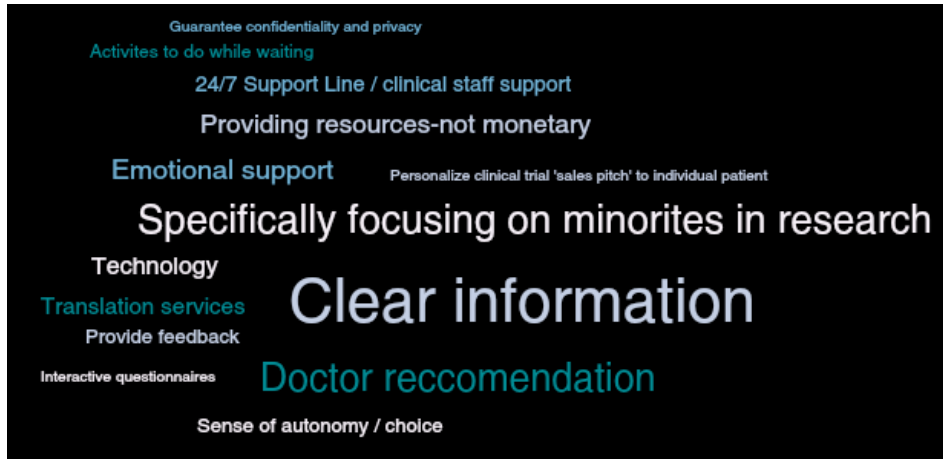 Guarantee confidentiality and privacy
Activites to do while waiting
24/7 Support Line / clinical staff support
Providing resources-not monetary
Emotional support
Personalize clinical trial 'sales pitch' to individual patient
Specifically focusing on minorites in research
Technology
Clear information
Translation services
Provide feedback
Interactive questionnaires
Doctor reccomendation
Sense of autonomy / choice